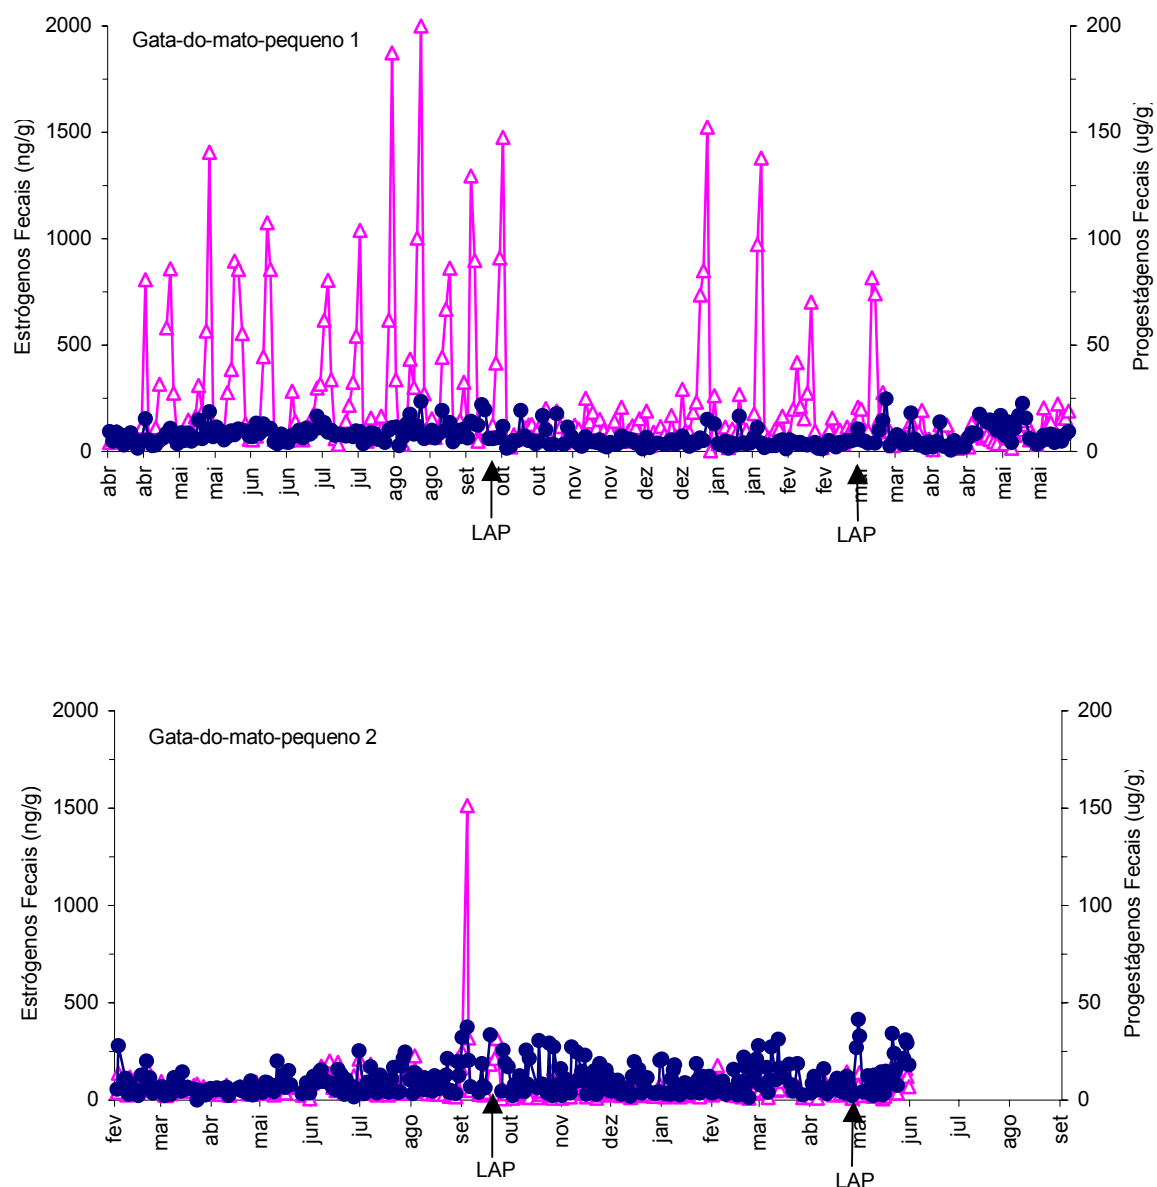 Gata-do-mato-pequeno 1
Estrógenos Fecais (ng/g)
2000
1500
1000
500
0
200
150
100
50
0
Progestágenos Fecais (ug/g)
abr abr mai mai jun jun jul jul ago ago set out out nov nov dez dez jan jan fev fev mar mar abr abr mai mai
LAP LAP
Gata-do-mato-pequeno 2
Estrógenos Fecais (ng/g)
2000
1500
1000
500
0
200
150
100
50
0
Progestágenos Fecais (ug/g)
fev mar abr mai jun jul ago set out nov dez jan fev abr mai jun jul ago set
LAP LAP